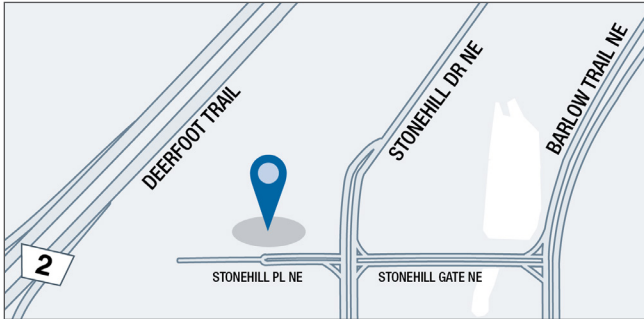 DEERFOOT TRAIL
STONEHILL DR NE
BARLOW TRAIL NE
2
STONEHILL PL NE
STONEHILL GATE NE